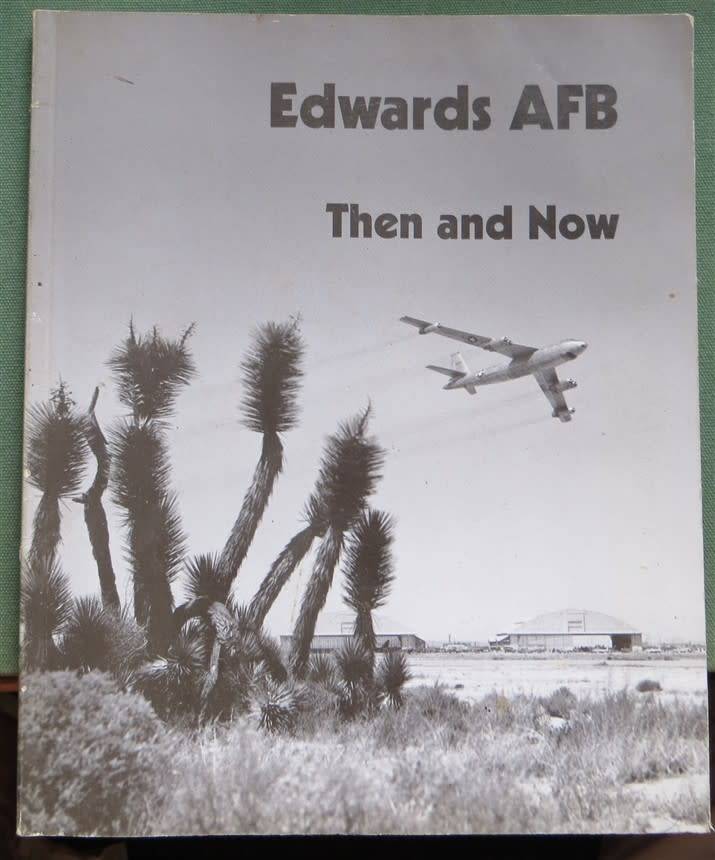 Edwards AFB
Then and Now